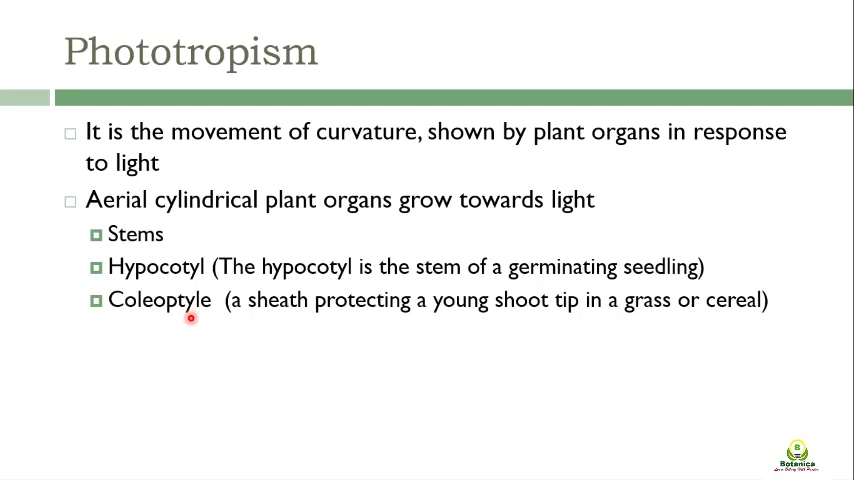 Phototropism
It is the movement of curvature, shown by plant organs in response
to light
Aerial cylindrical plant organs grow towards light
Stems
Hypocotyl (The hypocotyl is the stem of a germinating seedling)
Coleoptyle (a sheath protecting a young shoot tip in a grass or cereal)
B
Botanica